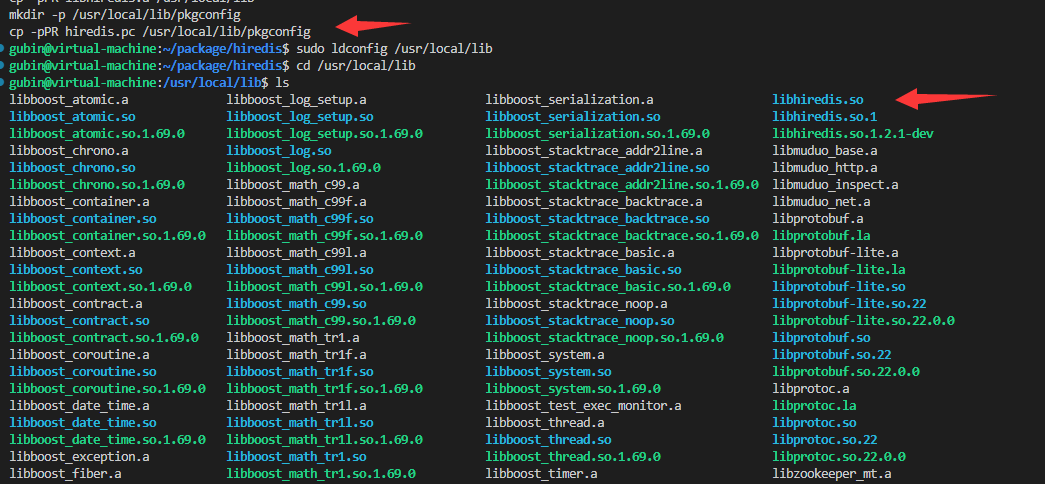 mkdir -p /usr/local/lib/pkgconfig
cp -pPR hiredis.pc /usr/local/lib/pkgconfig
gubin@virtual-machine:~/package/hiredis$ sudo ldconfig /usr/local/lib
gubin@virtual-machine:~/package/hiredis$ cd /usr/local/lib
gubin@virtual-machine:/usr/local/lib$ ls
libboost_atomic.a libboost_log_setup.a libboost_serialization.a libhiredis.so
libboost_atomic.so libboost_log_setup.so libboost_serialization.so libhiredis.so.1
libboost_atomic.so.1.69.0 libboost_log_setup.so.1.69.0 libboost_serialization.so.1.69.0 libhiredis.so.1.2.1-dev
libboost_chrono.a libboost_log.so libboost_stacktrace_addr2line.a libmuduo_base.a
libboost_chrono.so libboost_log.so.1.69.0 libboost_stacktrace_addr2line.so libmuduo_http.a
libboost_chrono.so.1.69.0 libboost_math_c99.a libboost_stacktrace_addr2line.so.1.69.0 libmuduo_inspect.a
libboost_container.a libboost_math_c99f.a libboost_stacktrace_backtrace.a libmuduo_net.a
libboost_container.so libboost_math_c99f.so libboost_stacktrace_backtrace.so libprotobuf.a
libboost_container.so.1.69.0 libboost_math_c99f.so.1.69.0 libboost_stacktrace_backtrace.so.1.69.0 libprotobuf.la
libboost_context.a libboost_math_c99l.a libboost_stacktrace_basic.a libprotobuf-lite.a
libboost_context.so libboost_math_c99l.so libboost_stacktrace_basic.so libprotobuf-lite.la
libboost_context.so.1.69.0 libboost_math_c99l.so.1.69.0 libboost_stacktrace_basic.so.1.69.0 libprotobuf-lite.so
libboost_contract.a libboost_math_c99.so libboost_stacktrace_noop.a libprotobuf-lite.so.22
libboost_contract.so libboost_math_c99.so.1.69.0 libboost_stacktrace_noop.so libprotobuf-lite.so.22.0.0
libboost_contract.so.1.69.0 libboost_math_tr1.a libboost_stacktrace_noop.so.1.69.0 libprotobuf.so
libboost_coroutine.a libboost_math_tr1f.a libboost_system.a libprotobuf.so.22
libboost_coroutine.so libboost_math_tr1f.so libboost_system.so libprotobuf.so.22.0.0
libboost_coroutine.so.1.69.0 libboost_math_tr1f.so.1.69.0 libboost_system.so.1.69.0 libprotoc.a
libboost_date_time.a libboost_math_tr1l.a libboost_test_exec_monitor.a libprotoc.la
libboost_date_time.so libboost_math_tr1l.so libboost_thread.a libprotoc.so
libboost_date_time.so.1.69.0 libboost_math_tr1l.so.1.69.0 libboost_thread.so libprotoc.so.22
libboost_exception.a libboost_math_tr1.so libboost_thread.so.1.69.0 libprotoc.so.22.0.0
libboost_fiber.a libboost_math_tr1.so.1.69.0 libboost_timer.a libzookeeper_mt.a